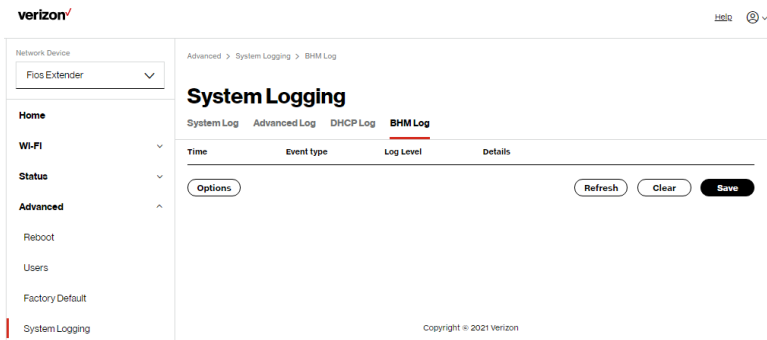 verizon✓
Help
Network Device
Fios Extender
Home
Wi-Fi
Status
Advanced
Reboot
Users
Factory Default
System Logging
Advanced > System Logging > BHM Log
System Logging
System Log Advanced Log DHCP Log BHM Log
Time Event type Log Level Details
Options Refresh Clear Save
Copyright © 2021 Verizon